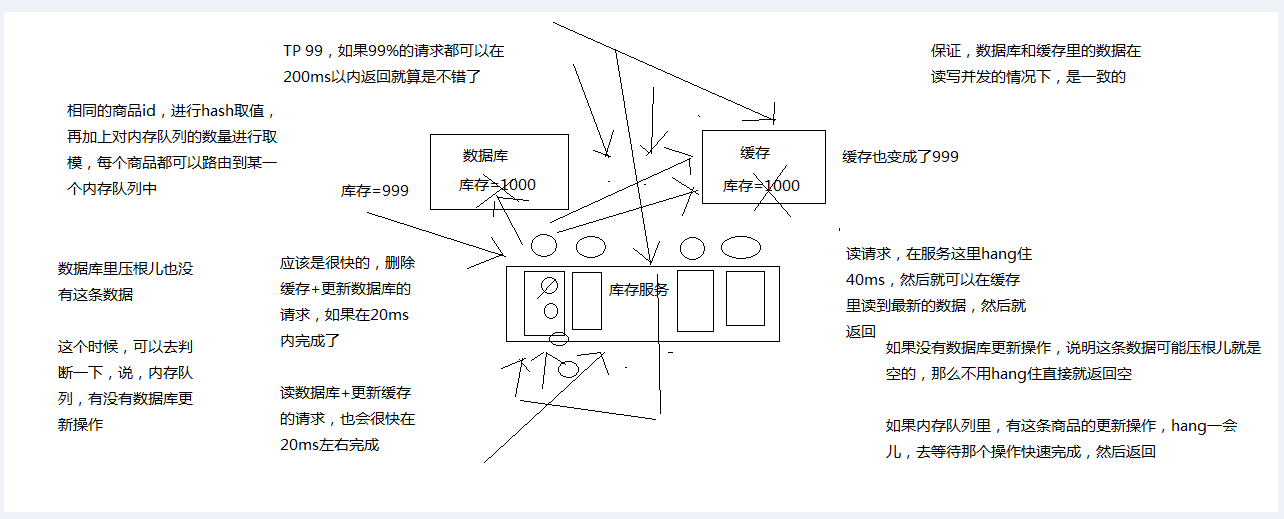 TP 99，如果99%的请求都可以在
200ms以内返回就算是不错了
保证，数据库和缓存里的数据在
读写并发的情况下，是一致的
相同的商品id，进行hash取值，
再加上对内存队列的数量进行取
模，每个商品都可以路由到某一
个内存队列中
数据库
库存=1000
缓存
库存=1000
缓存也变成了999
库存=999
数据库里压根儿也没
有这条数据
这个时候，可以去判
断一下，说，内存队
列，有没有数据库更
新操作
应该是很快的，删除
缓存+更新数据库的
请求，如果在20ms
内完成了
读数据库+更新缓存
的请求，也会很快在
20ms左右完成
库存服务
读请求，在服务这里hang住
40ms，然后就可以在缓存
里读到最新的数据，然后就
返回
如果没有数据库更新操作，说明这条数据可能压根儿就是
空的，那么不用hang住直接就返回空
如果内存队列里，有这条商品的更新操作，hang一会
儿，去等待那个操作快速完成，然后返回